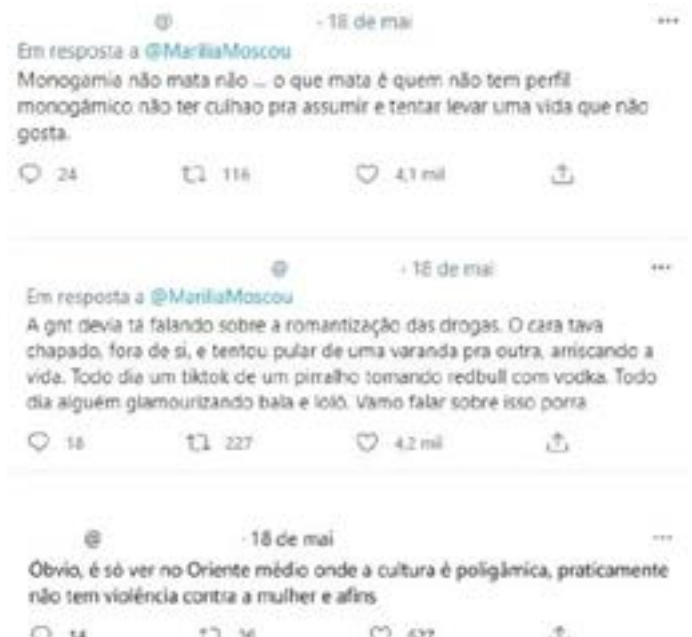 @ · 18 de mai ...
Em resposta a @MariliaMoscou
Monogamia não mata não ... o que mata é quem não tem perfil
monogâmico não ter culhao pra assumir e tentar levar uma vida que não
gosta.
24 116 4,1 mil
@ · 18 de mai ...
Em resposta a @MariliaMoscou
A gnt devia tá falando sobre a romantização das drogas. O cara tava
chapado, fora de si, e tentou pular de uma varanda pra outra, arriscando a
vida. Todo dia um tiktok de um pirralho tomando redbull com vodka. Todo
dia alguém glamourizando bala e loló. Vamo falar sobre isso porra
18 227 4,2 mil
@ · 18 de mai ...
Óbvio, é só ver no Oriente médio onde a cultura é poligâmica, praticamente
não tem violência contra a mulher e afins
14 26 627